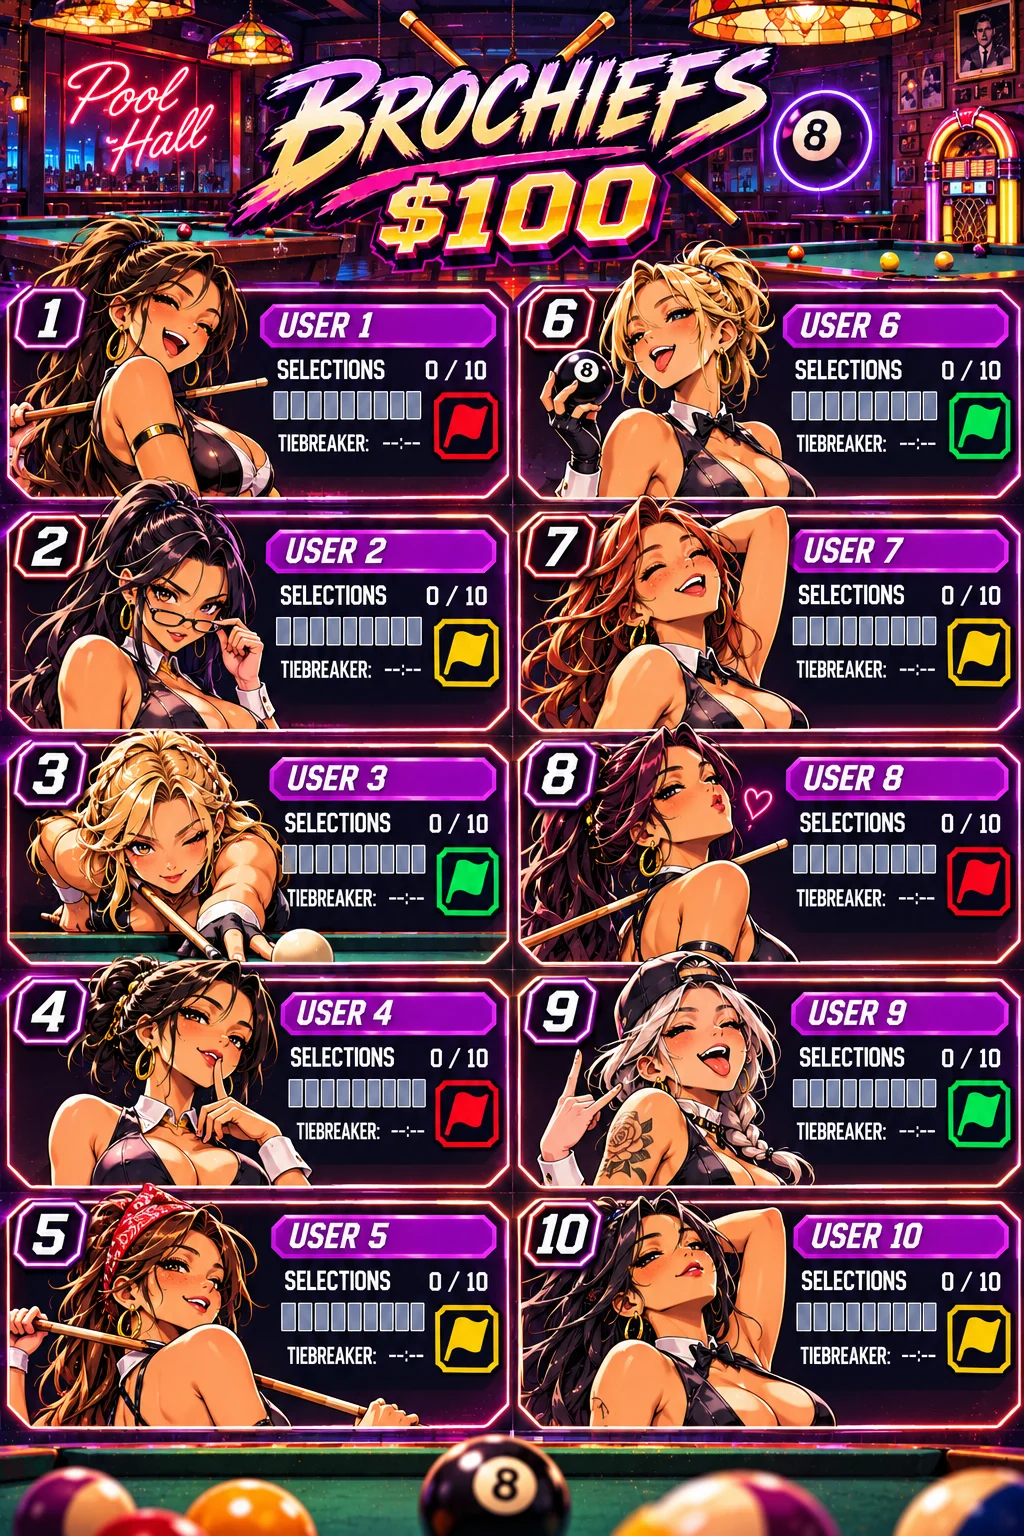 Pool
Hall
BROCHIEFS
$100
8
1
USER 1
SELECTIONS 0 / 10
TIEBREAKER: --:--
2
USER 2
SELECTIONS 0 / 10
TIEBREAKER: --:--
3
USER 3
SELECTIONS 0 / 10
TIEBREAKER: --:--
4
USER 4
SELECTIONS 0 / 10
TIEBREAKER: --:--
5
USER 5
SELECTIONS 0 / 10
TIEBREAKER: --:--
6
8
USER 6
SELECTIONS 0 / 10
TIEBREAKER: --:--
7
USER 7
SELECTIONS 0 / 10
TIEBREAKER: --:--
8
USER 8
SELECTIONS 0 / 10
TIEBREAKER: --:--
9
USER 9
SELECTIONS 0 / 10
TIEBREAKER: --:--
10
USER 10
SELECTIONS 0 / 10
TIEBREAKER: --:--
8